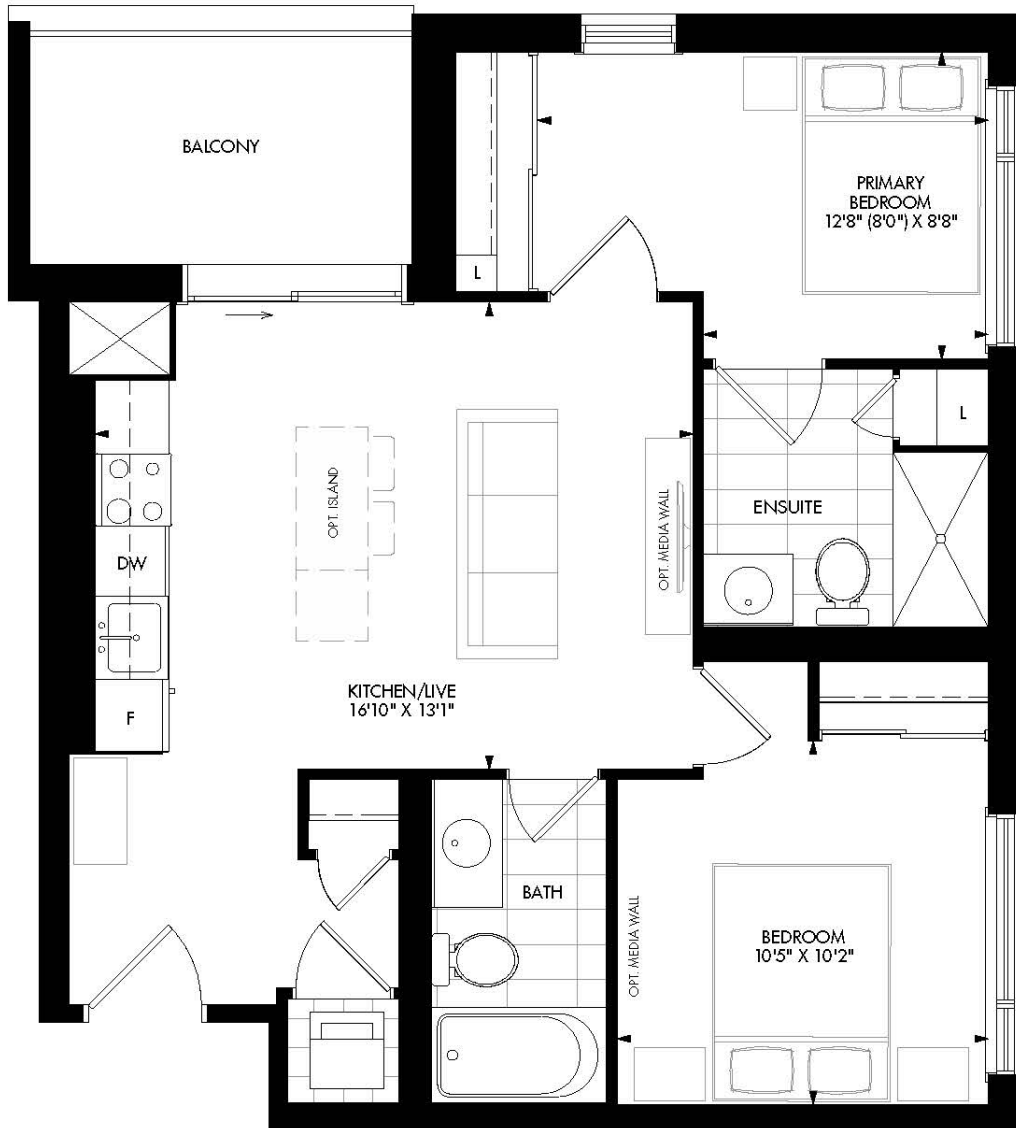 BALCONY
PRIMARY
BEDROOM
12'8" (8'0") X 8'8"
L
L
OPT. ISLAND
OPT. MEDIA WALL
ENSUITE
DW
F
KITCHEN/LIVE
16'10" X 13'1"
BATH
OPT. MEDIA WALL
BEDROOM
10'5" X 10'2"